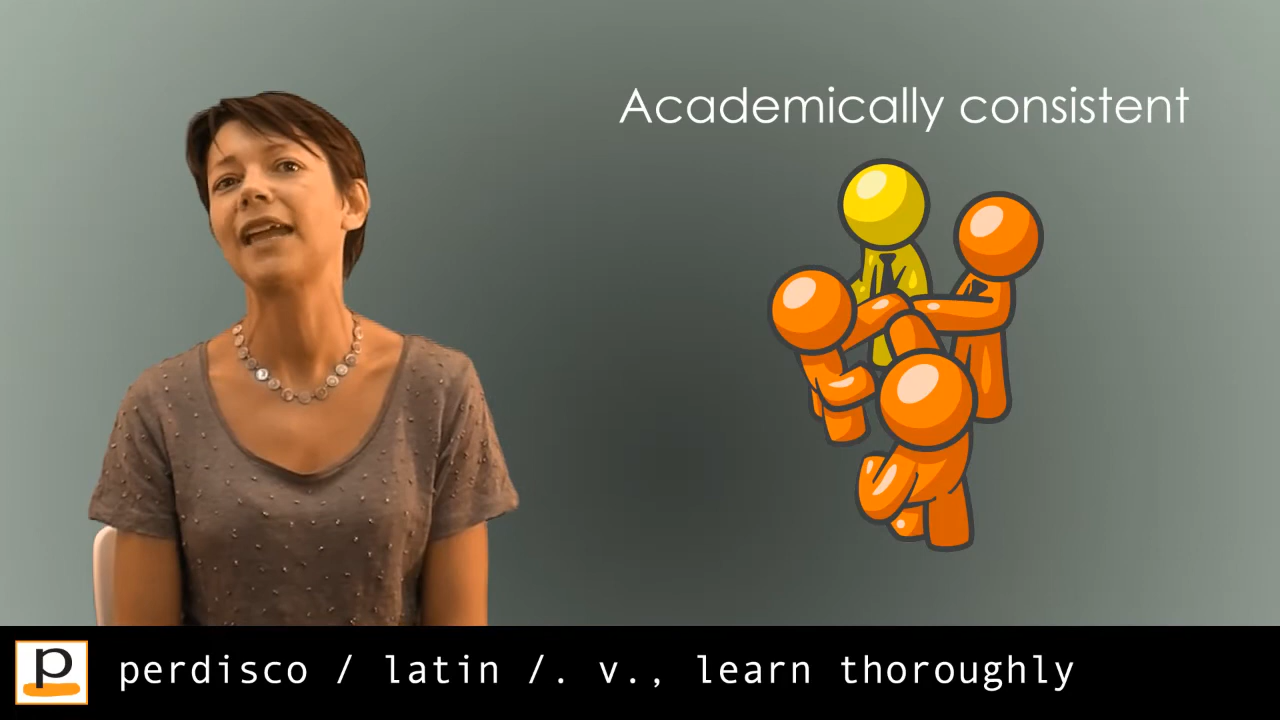 Academically consistent
p
perdisco / latin /. v., learn thoroughly